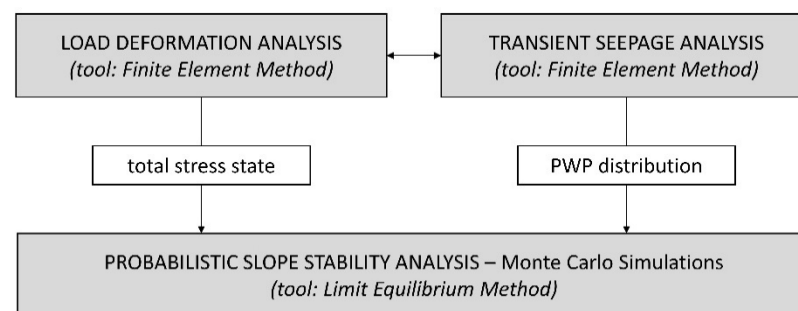 LOAD DEFORMATION ANALYSIS
(tool: Finite Element Method)
TRANSIENT SEEPAGE ANALYSIS
(tool: Finite Element Method)
total stress state
PWP distribution
PROBABILISTIC SLOPE STABILITY ANALYSIS – Monte Carlo Simulations
(tool: Limit Equilibrium Method)